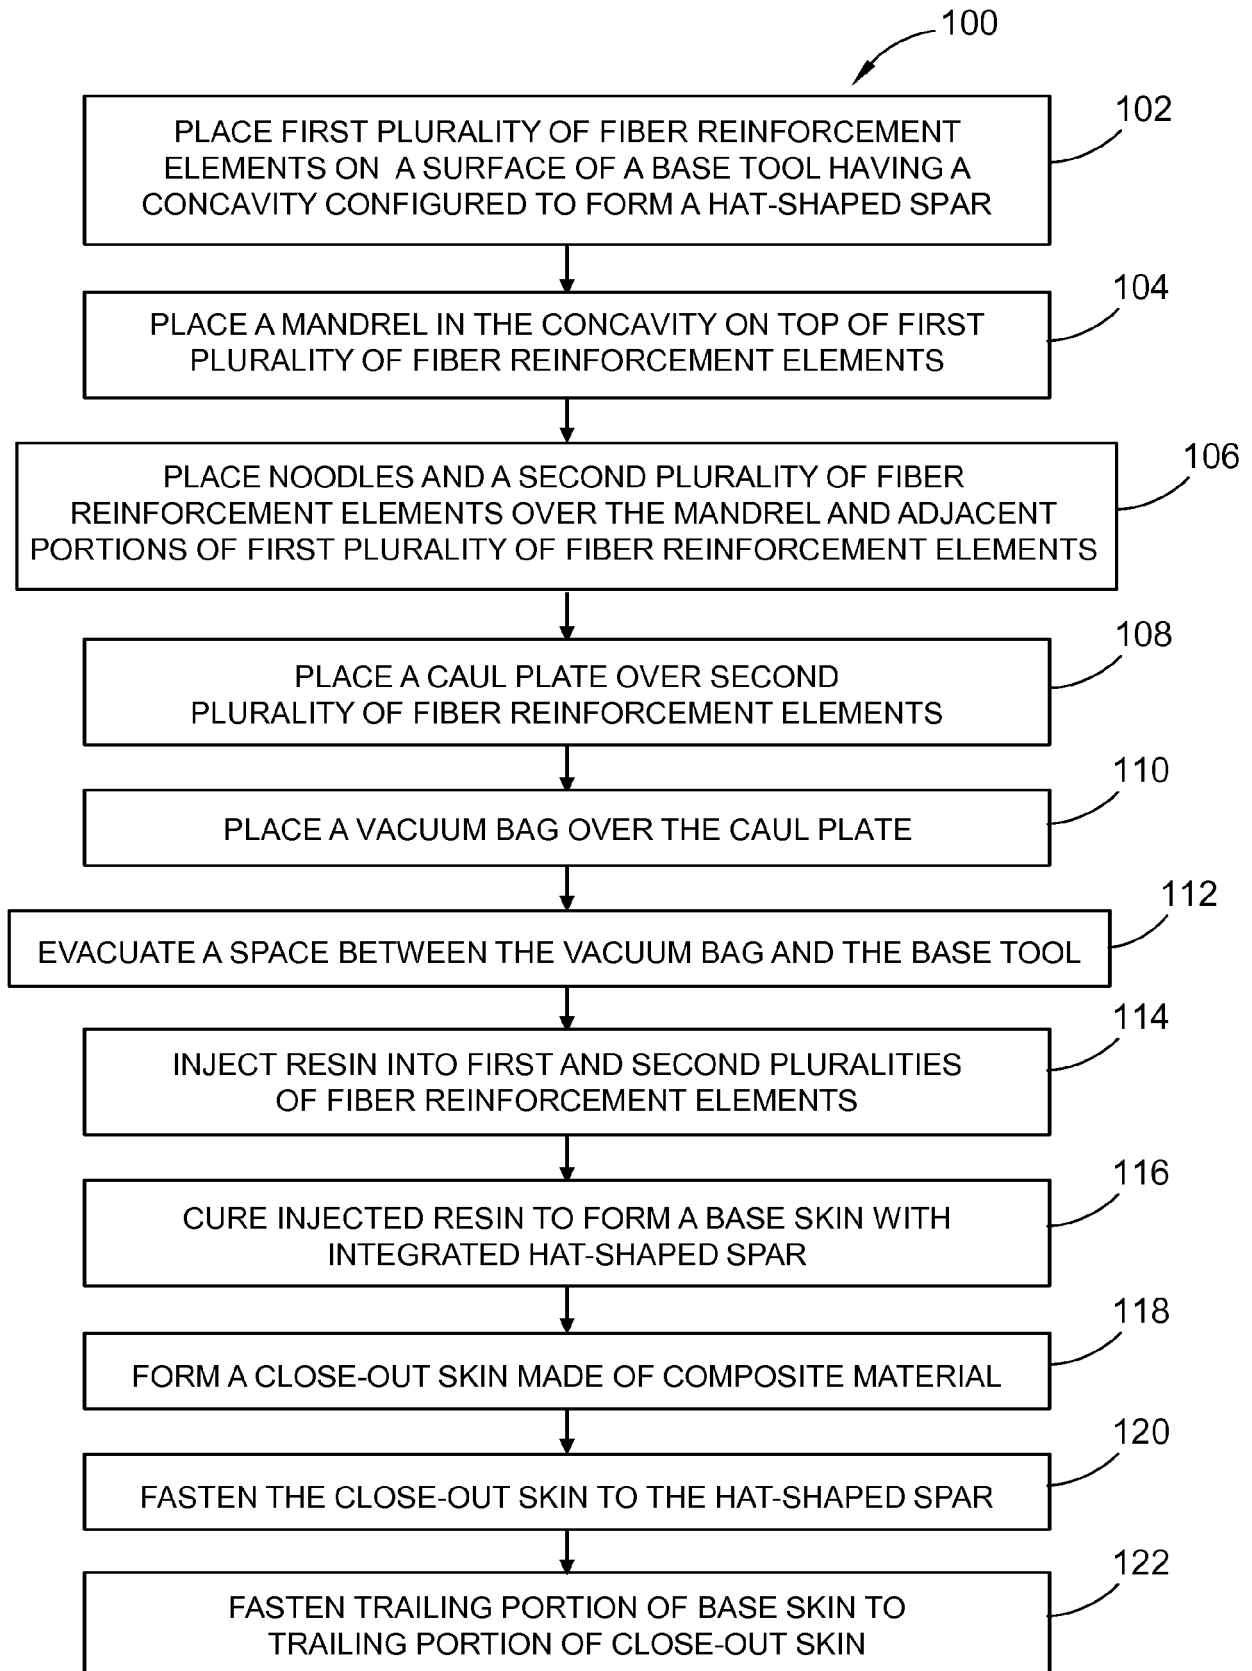 100
102
PLACE FIRST PLURALITY OF FIBER REINFORCEMENT
ELEMENTS ON A SURFACE OF A BASE TOOL HAVING A
CONCAVITY CONFIGURED TO FORM A HAT-SHAPED SPAR
104
PLACE A MANDREL IN THE CONCAVITY ON TOP OF FIRST
PLURALITY OF FIBER REINFORCEMENT ELEMENTS
106
PLACE NOODLES AND A SECOND PLURALITY OF FIBER
REINFORCEMENT ELEMENTS OVER THE MANDREL AND ADJACENT
PORTIONS OF FIRST PLURALITY OF FIBER REINFORCEMENT ELEMENTS
108
PLACE A CAUL PLATE OVER SECOND
PLURALITY OF FIBER REINFORCEMENT ELEMENTS
110
PLACE A VACUUM BAG OVER THE CAUL PLATE
112
EVACUATE A SPACE BETWEEN THE VACUUM BAG AND THE BASE TOOL
114
INJECT RESIN INTO FIRST AND SECOND PLURALITIES
OF FIBER REINFORCEMENT ELEMENTS
116
CURE INJECTED RESIN TO FORM A BASE SKIN WITH
INTEGRATED HAT-SHAPED SPAR
118
FORM A CLOSE-OUT SKIN MADE OF COMPOSITE MATERIAL
120
FASTEN THE CLOSE-OUT SKIN TO THE HAT-SHAPED SPAR
122
FASTEN TRAILING PORTION OF BASE SKIN TO
TRAILING PORTION OF CLOSE-OUT SKIN